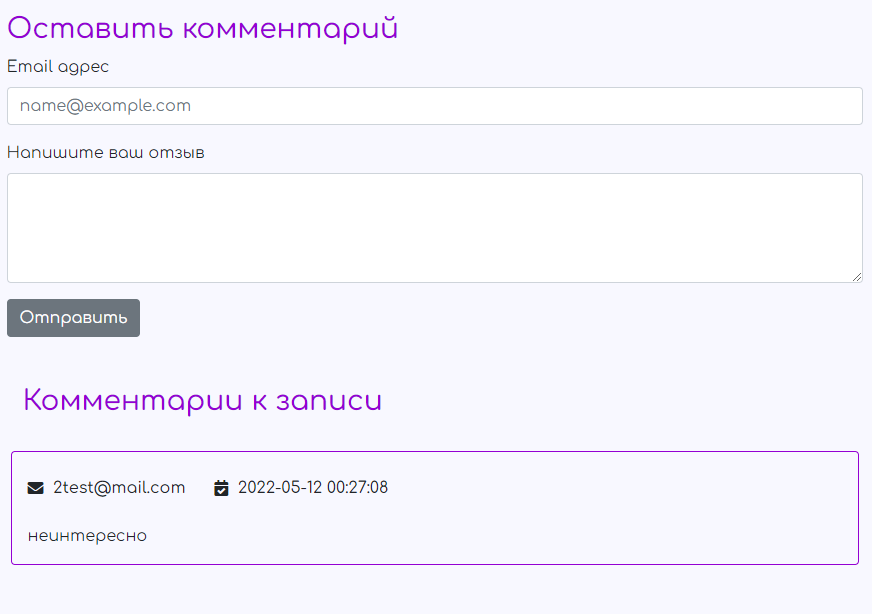 Оставить комментарий
Email адрес
name@example.com
Напишите ваш отзыв
Отправить
Комментарии к записи
2test@mail.com 2022-05-12 00:27:08
неинтересно